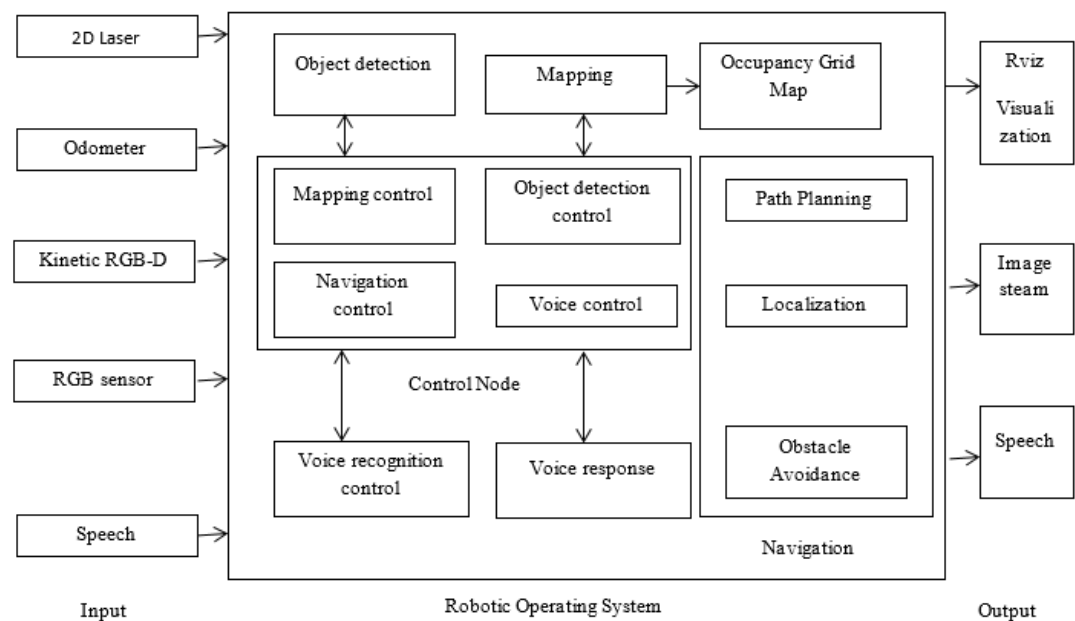 2D Laser
Odometer
Kinetic RGB-D
RGB sensor
Speech
Input
Object detection
Mapping
Occupancy Grid
Map
Mapping control
Object detection
control
Navigation
control
Voice control
Control Node
Voice recognition
control
Voice response
Path Planning
Localization
Obstacle
Avoidance
Navigation
Robotic Operating System
Rviz
Visuali
zation
Image
steam
Speech
Output